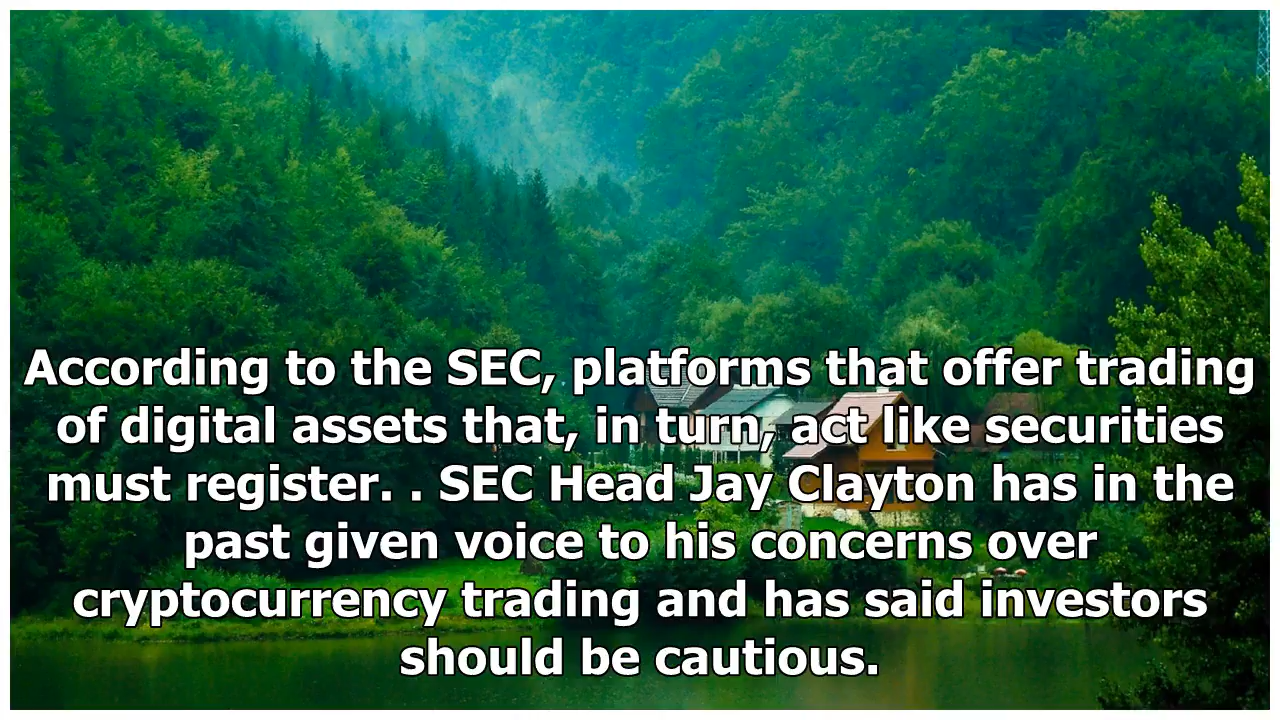 According to the SEC, platforms that offer trading
of digital assets that, in turn, act like securities
must register. . SEC Head Jay Clayton has in the
past given voice to his concerns over
cryptocurrency trading and has said investors
should be cautious.